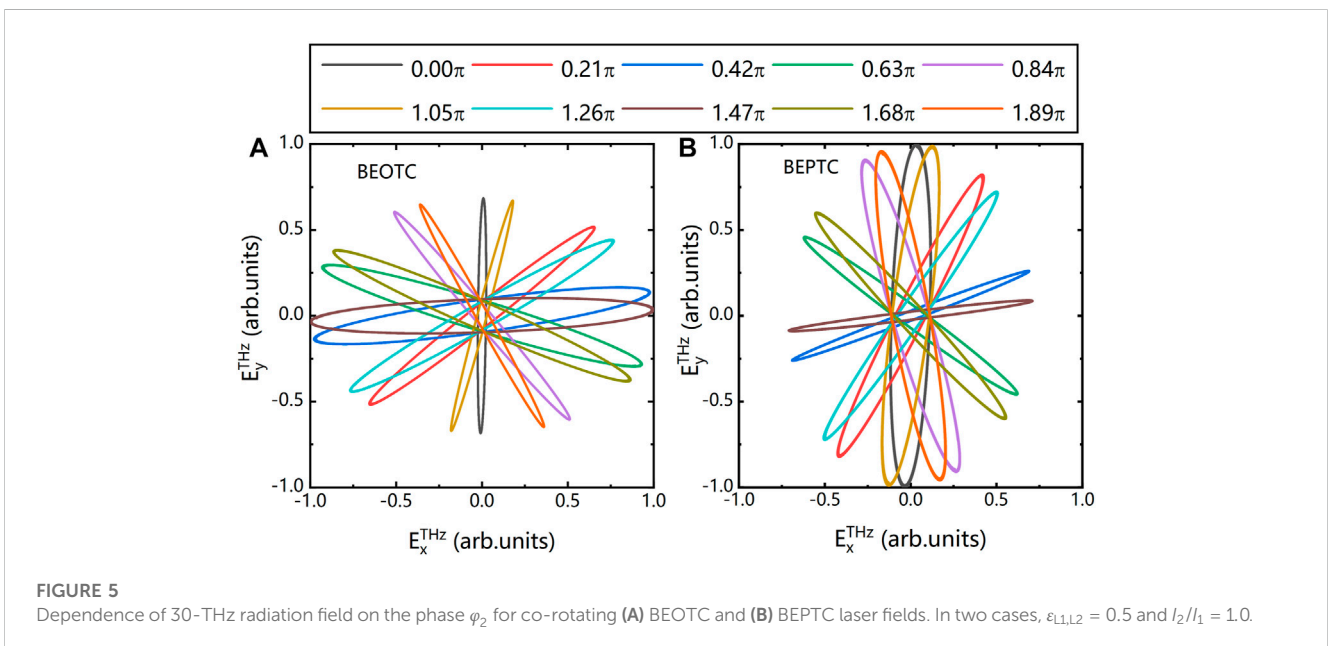 0.00π 0.21π 0.42π 0.63π 0.84π
1.05π 1.26π 1.47π 1.68π 1.89π
A
BEOTC
1.0
0.5
0.0
-0.5
-1.0
E_y^THz (arb.units)
-1.0 -0.5 0.0 0.5 1.0
E_x^THz (arb.units)
B
BEPTC
1.0
0.5
0.0
-0.5
-1.0
E_y^THz (arb.units)
-1.0 -0.5 0.0 0.5 1.0
E_x^THz (arb.units)
FIGURE 5
Dependence of 30-THz radiation field on the phase φ₂ for co-rotating (A) BEOTC and (B) BEPTC laser fields. In two cases, ε_L1,L2 = 0.5 and I₂/I₁ = 1.0.